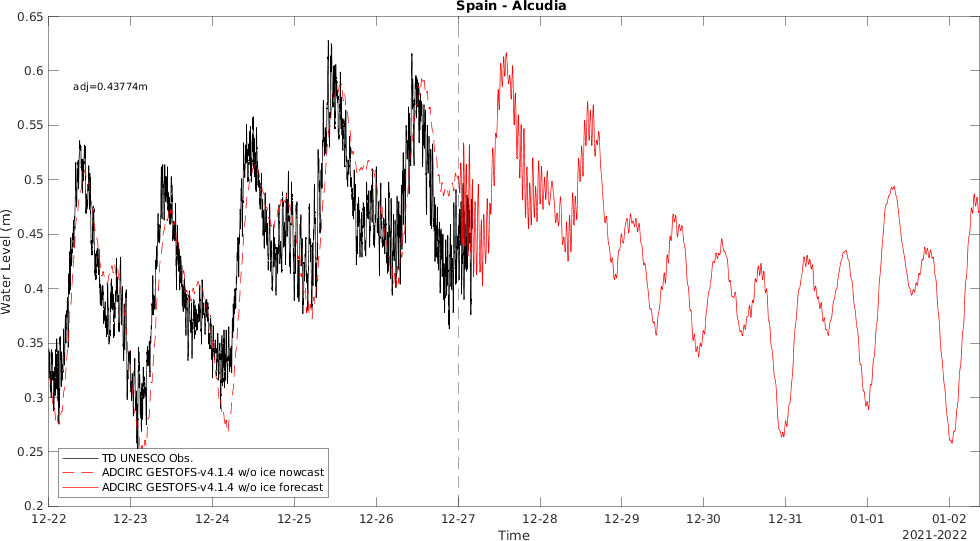 Spain - Alcudia
0.65
0.6
0.55
0.5
0.45
0.4
0.35
0.3
0.25
0.2
Water Level (m)
adj=0.43774m
TD UNESCO Obs.
ADCIRC GESTOFS-v4.1.4 w/o ice nowcast
ADCIRC GESTOFS-v4.1.4 w/o ice forecast
12-22 12-23 12-24 12-25 12-26 12-27 12-28 12-29 12-30 12-31 01-01 01-02
Time
2021-2022